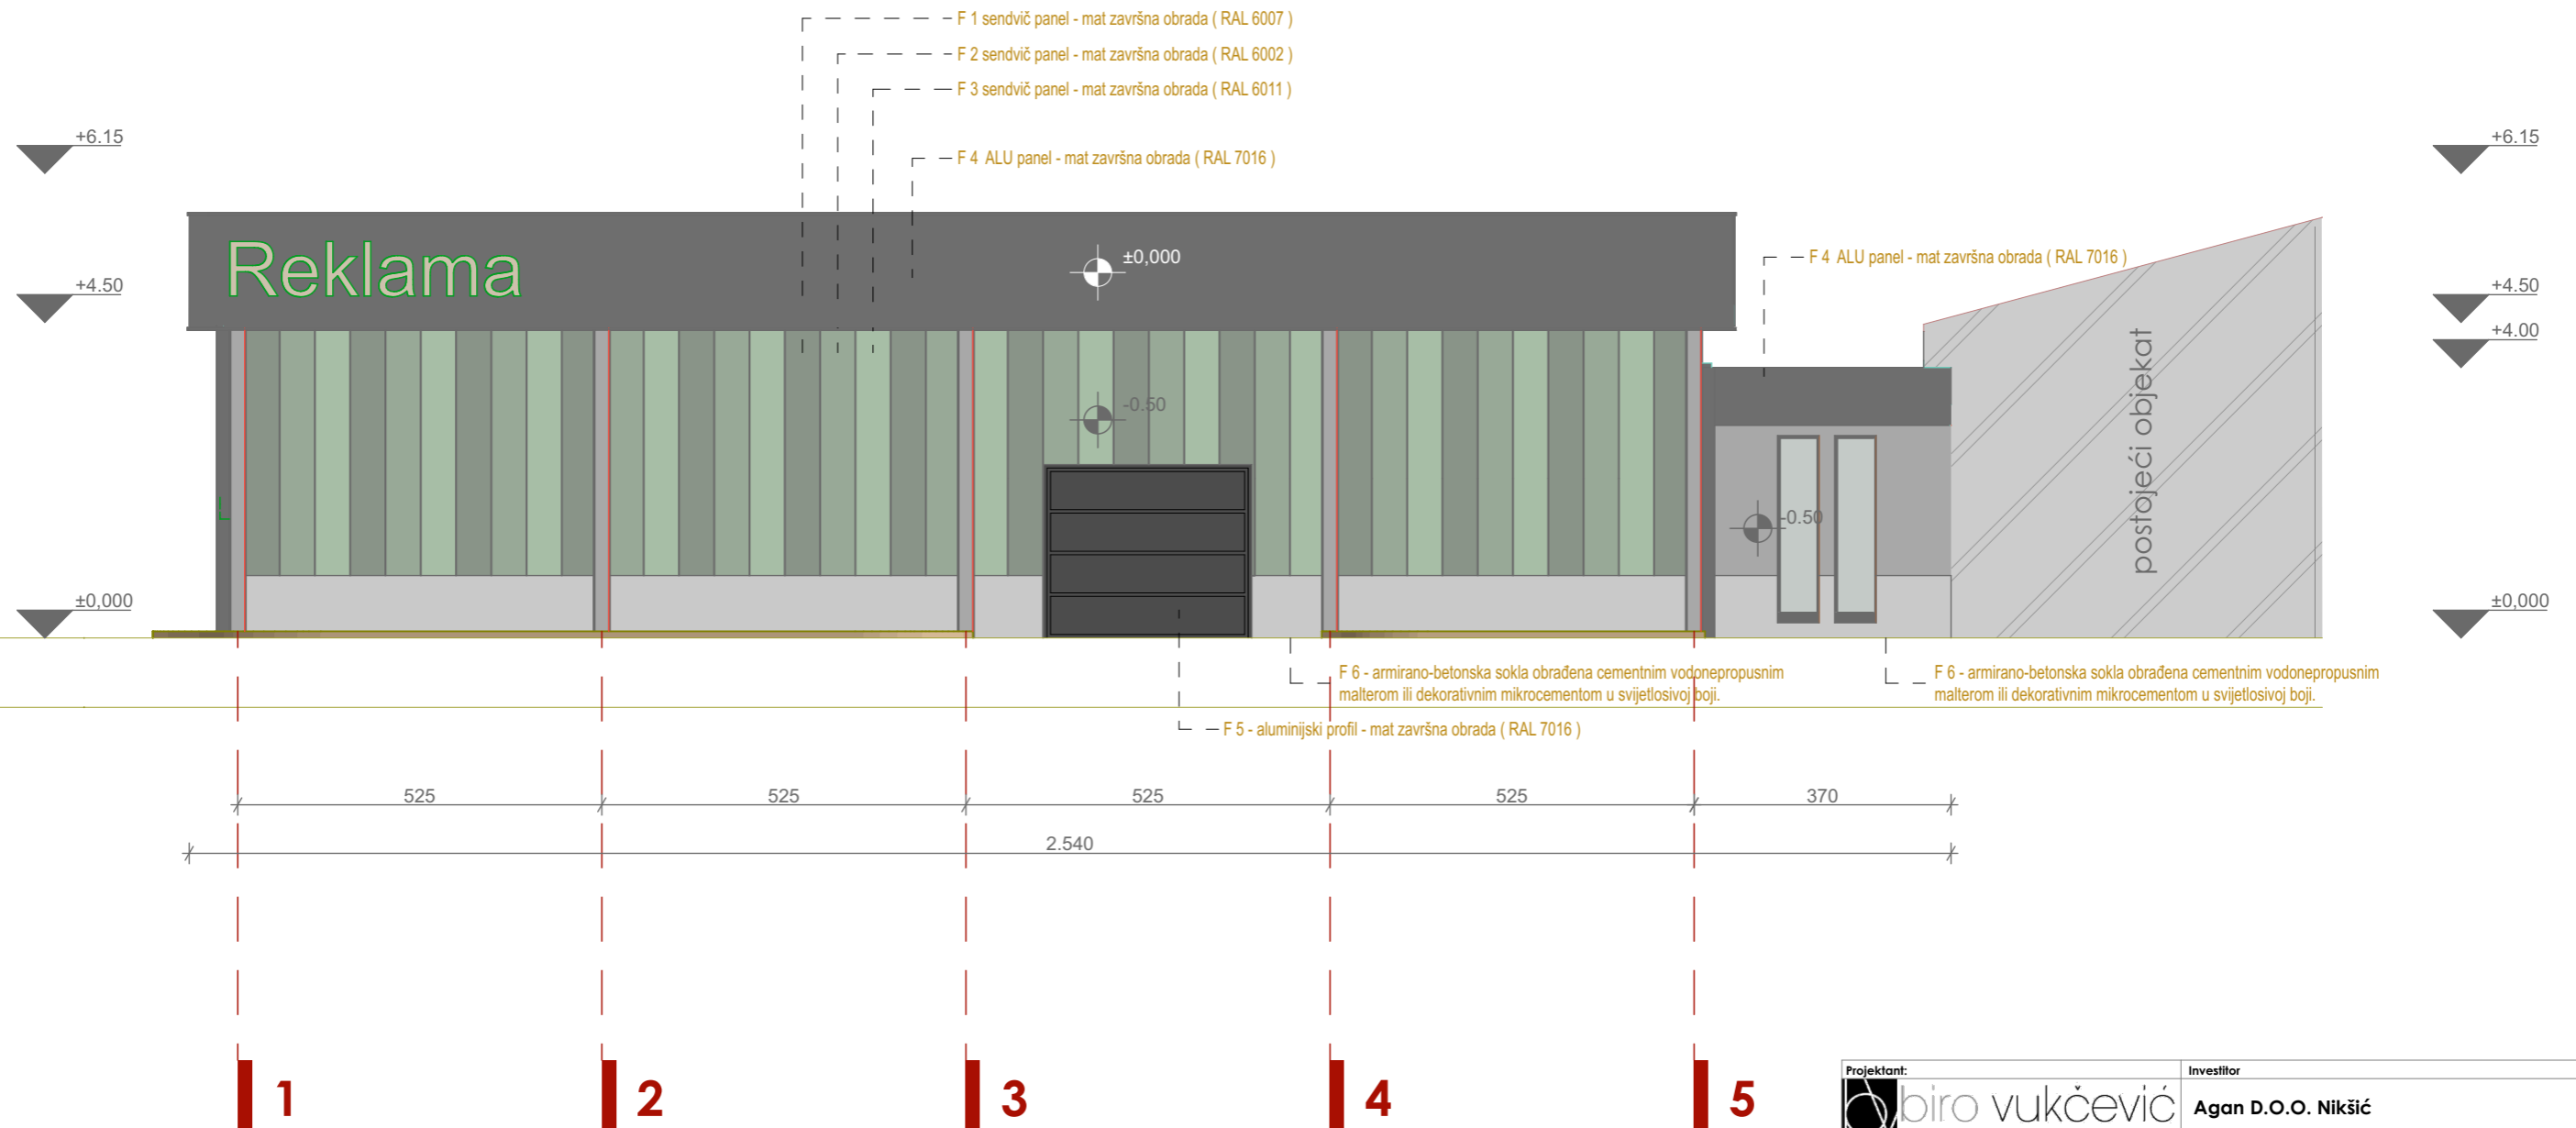 F 1 sendvič panel - mat završna obrada ( RAL 6007 )
F 2 sendvič panel - mat završna obrada ( RAL 6002 )
F 3 sendvič panel - mat završna obrada ( RAL 6011 )
+6.15
+6.15
F 4 ALU panel - mat završna obrada ( RAL 7016 )
Reklama
±0,000
F 4 ALU panel - mat završna obrada ( RAL 7016 )
+4.50
+4.50
+4.00
-0.50
postojeći objekat
-0.50
±0,000
±0,000
F 6 - armirano-betonska sokla obrađena cementnim vodonepropusnim
malterom ili dekorativnim mikrocementom u svijetlosivoj boji.
F 6 - armirano-betonska sokla obrađena cementnim vodonepropusnim
malterom ili dekorativnim mikrocementom u svijetlosivoj boji.
F 5 - aluminijski profil - mat završna obrada ( RAL 7016 )
525
525
525
525
370
2.540
1
2
3
4
5
Projektant:
biro vukčević
Investitor
Agan D.O.O. Nikšić